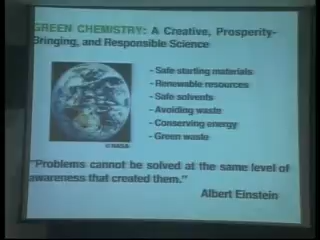 GREEN CHEMISTRY: A Creative, Prosperity-
Bringing, and Responsible Science
- Safe starting materials
- Renewable resources
- Safe solvents
- Avoiding waste
- Conserving energy
- Green waste
© NASA
"Problems cannot be solved at the same level of
awareness that created them."
Albert Einstein